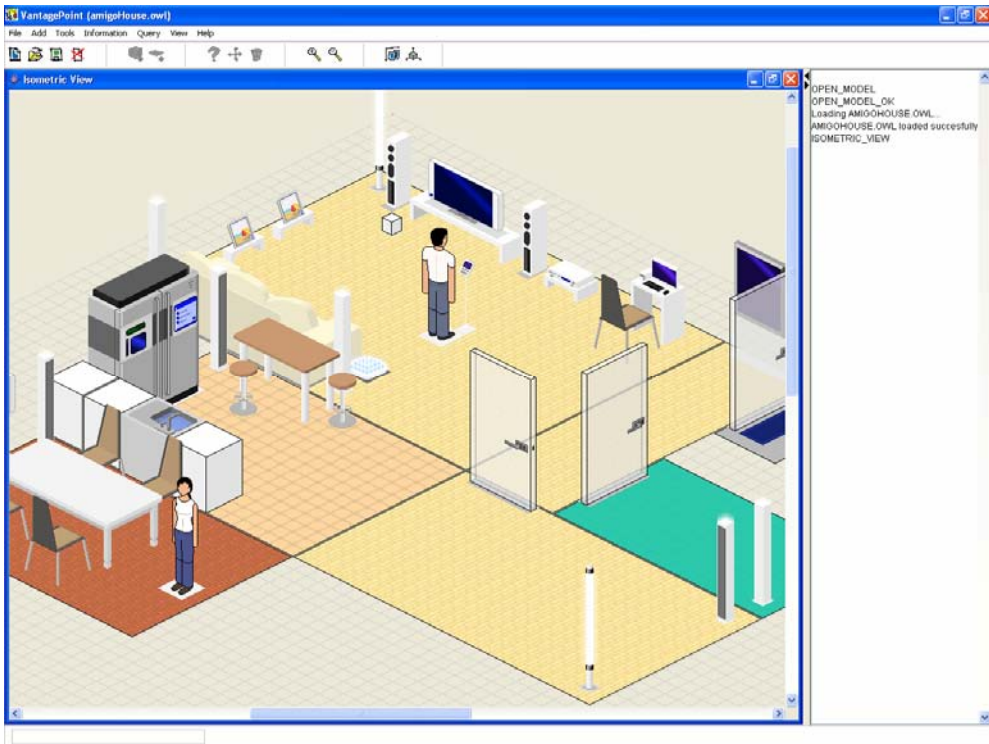 VantagePoint (amigoHouse.owl)
File Add Tools Information Query View Help
Isometric View
OPEN_MODEL
OPEN_MODEL_OK
Loading AMIGOHOUSE.OWL...
AMIGOHOUSE.OWL loaded succesfully
ISOMETRIC_VIEW